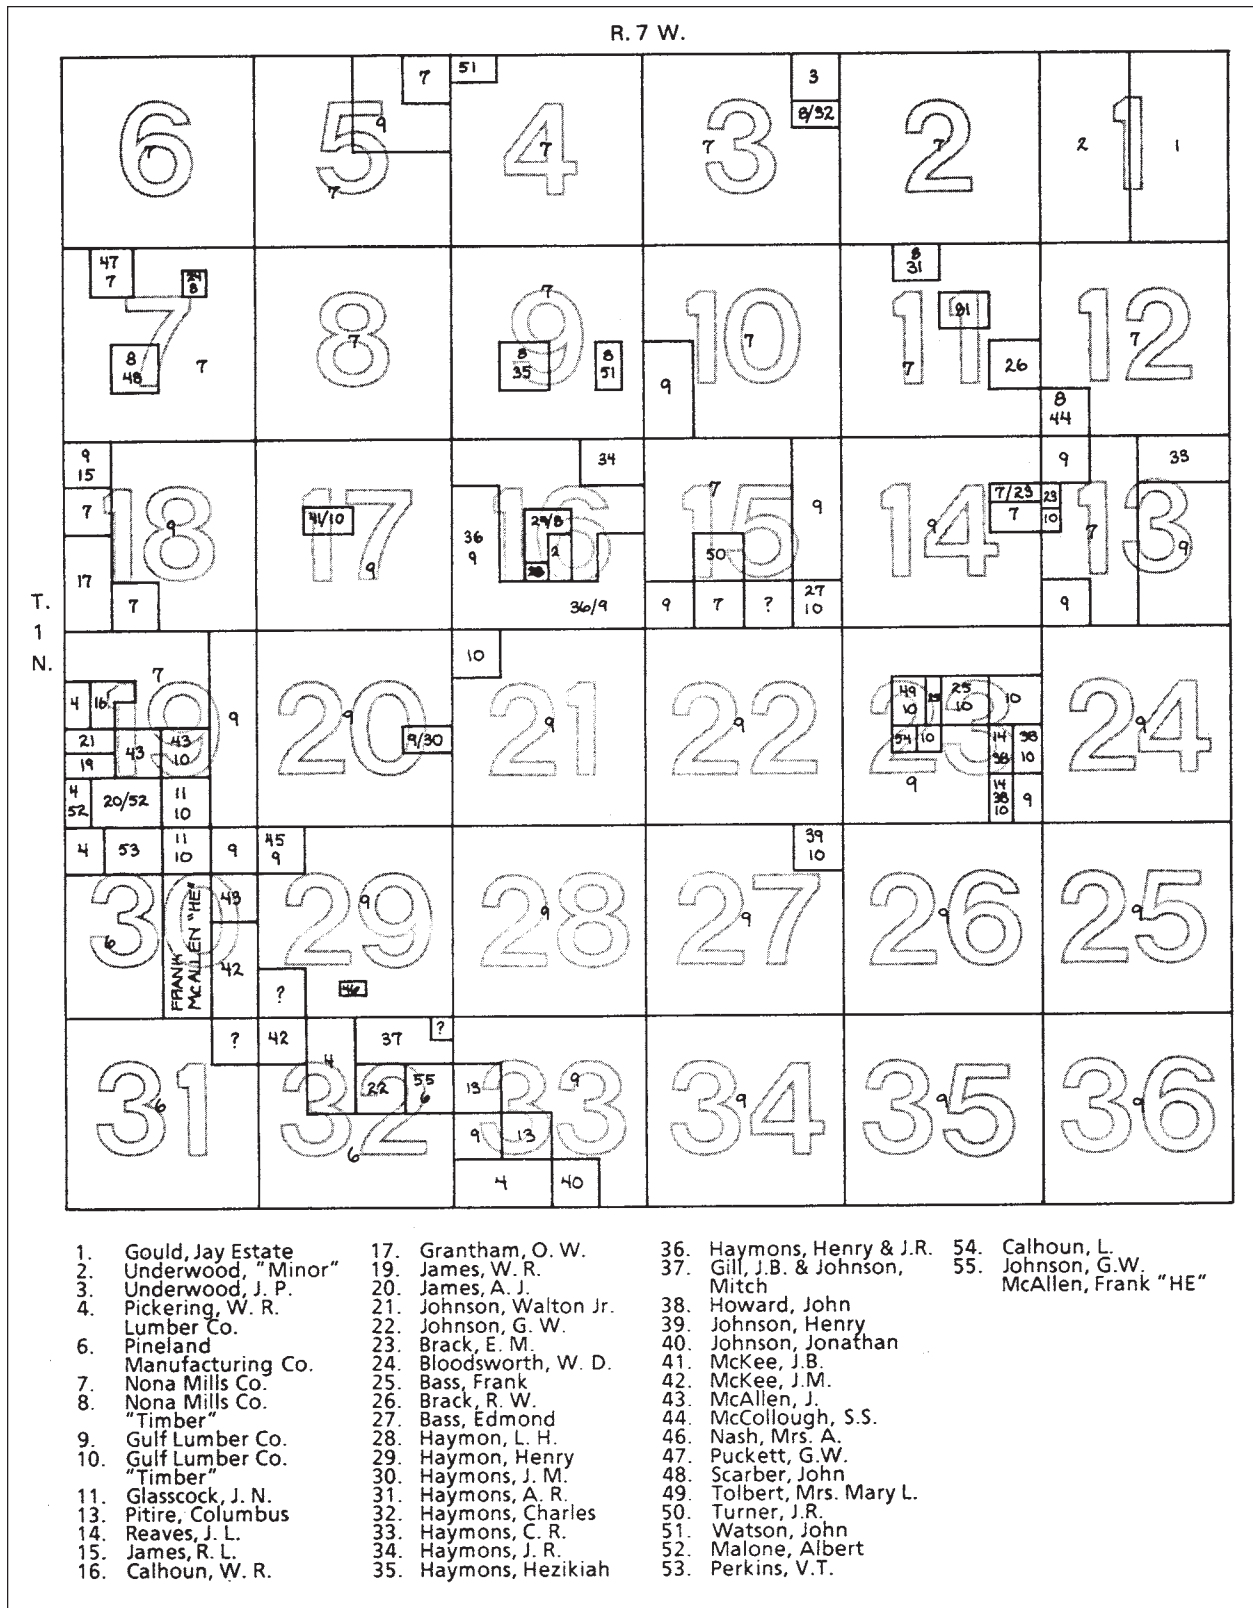 R. 7 W.
T.
1
N.
6
7
5
7
9
7
4
51
7
3
3
8/32
7
2
7
1
2
1
7
47
7
24
8
8
48
7
8
7
9
7
8
35
8
51
10
7
9
11
8
31
31
26
7
12
7
8
44
18
9
15
7
9
17
7
17
41/10
9
16
34
36
9
29/8
2
28
36/9
15
7
9
50
9
7
?
27
10
14
7/23
7
9
13
9
33
23
10
7
9
9
19
7
4
16
9
21
43
43
10
19
4
52
20/52
11
10
20
9
9/30
21
10
9
22
9
23
49
10
25
10
10
54
10
14
38
38
10
14
38
10
9
9
24
9
30
4
53
11
10
9
43
FRANK
MCALLEN "HE"
6
42
29
45
9
9
?
46
28
9
27
39
10
9
26
9
25
9
31
?
6
32
42
4
37
?
22
55
6
6
33
9
13
9
13
4
40
34
9
35
9
36
9
1. Gould, Jay Estate
2. Underwood, "Minor"
3. Underwood, J. P.
4. Pickering, W. R.
Lumber Co.
6. Pineland
Manufacturing Co.
7. Nona Mills Co.
8. Nona Mills Co.
"Timber"
9. Gulf Lumber Co.
10. Gulf Lumber Co.
"Timber"
11. Glasscock, J. N.
13. Pitire, Columbus
14. Reaves, J. L.
15. James, R. L.
16. Calhoun, W. R.
17. Grantham, O. W.
19. James, W. R.
20. James, A. J.
21. Johnson, Walton Jr.
22. Johnson, G. W.
23. Brack, E. M.
24. Bloodsworth, W. D.
25. Bass, Frank
26. Brack, R. W.
27. Bass, Edmond
28. Haymon, L. H.
29. Haymon, Henry
30. Haymons, J. M.
31. Haymons, A. R.
32. Haymons, Charles
33. Haymons, C. R.
34. Haymons, J. R.
35. Haymons, Hezikiah
36. Haymons, Henry & J.R.
37. Gill, J.B. & Johnson,
Mitch
38. Howard, John
39. Johnson, Henry
40. Johnson, Jonathan
41. McKee, J.B.
42. McKee, J.M.
43. McAllen, J.
44. McCollough, S.S.
46. Nash, Mrs. A.
47. Puckett, G.W.
48. Scarber, John
49. Tolbert, Mrs. Mary L.
50. Turner, J.R.
51. Watson, John
52. Malone, Albert
53. Perkins, V.T.
54. Calhoun, L.
55. Johnson, G.W.
McAllen, Frank "HE"